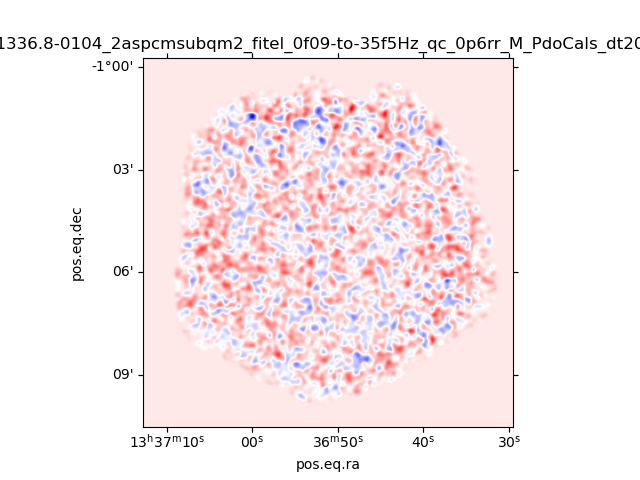 1336.8-0104_2aspcmsubqm2_fitel_0f09-to-35f5Hz_qc_0p6rr_M_PdoCals_dt20
-1°00'
03'
06'
09'
pos.eq.dec
13ʰ37ᵐ10ˢ 00ˢ 36ᵐ50ˢ 40ˢ 30ˢ
pos.eq.ra